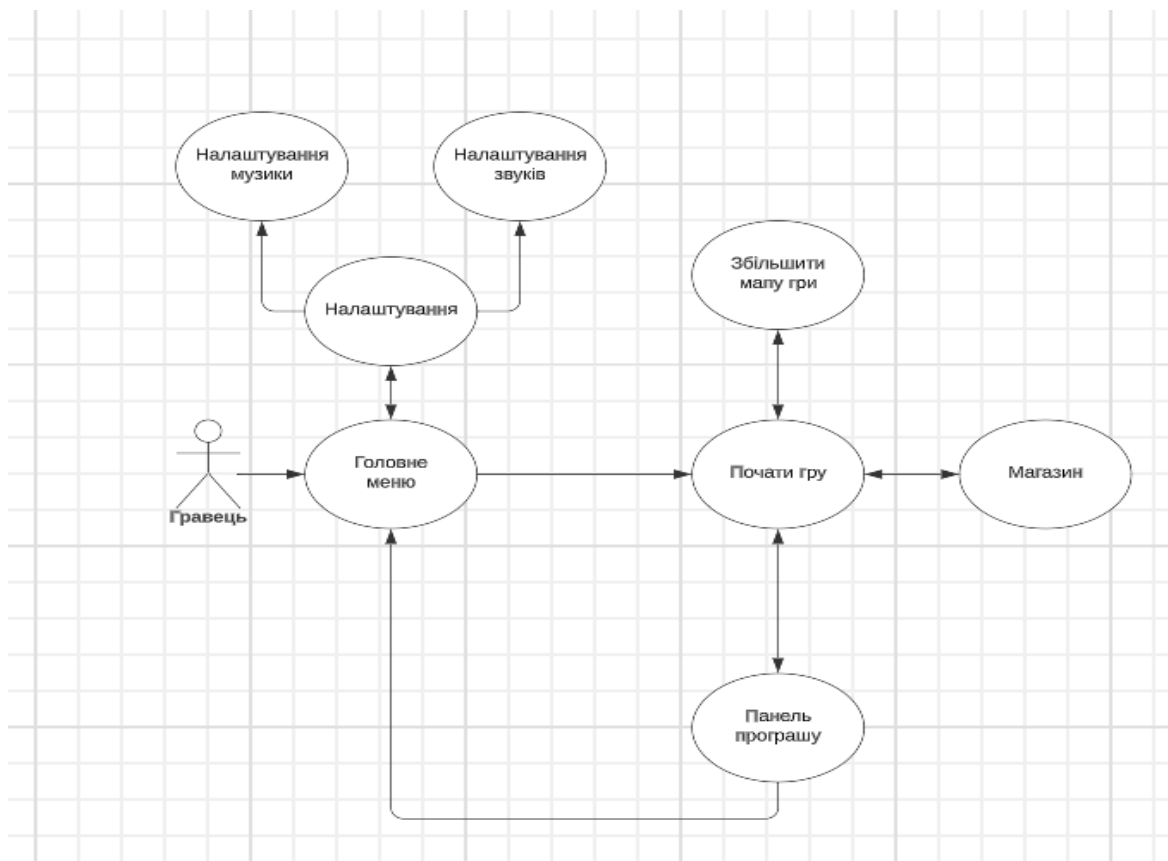 Налаштування
музики
Налаштування
звуків
Збільшити
мапу гри
Налаштування
Головне
меню
Почати гру
Магазин
Гравець
Панель
програшу